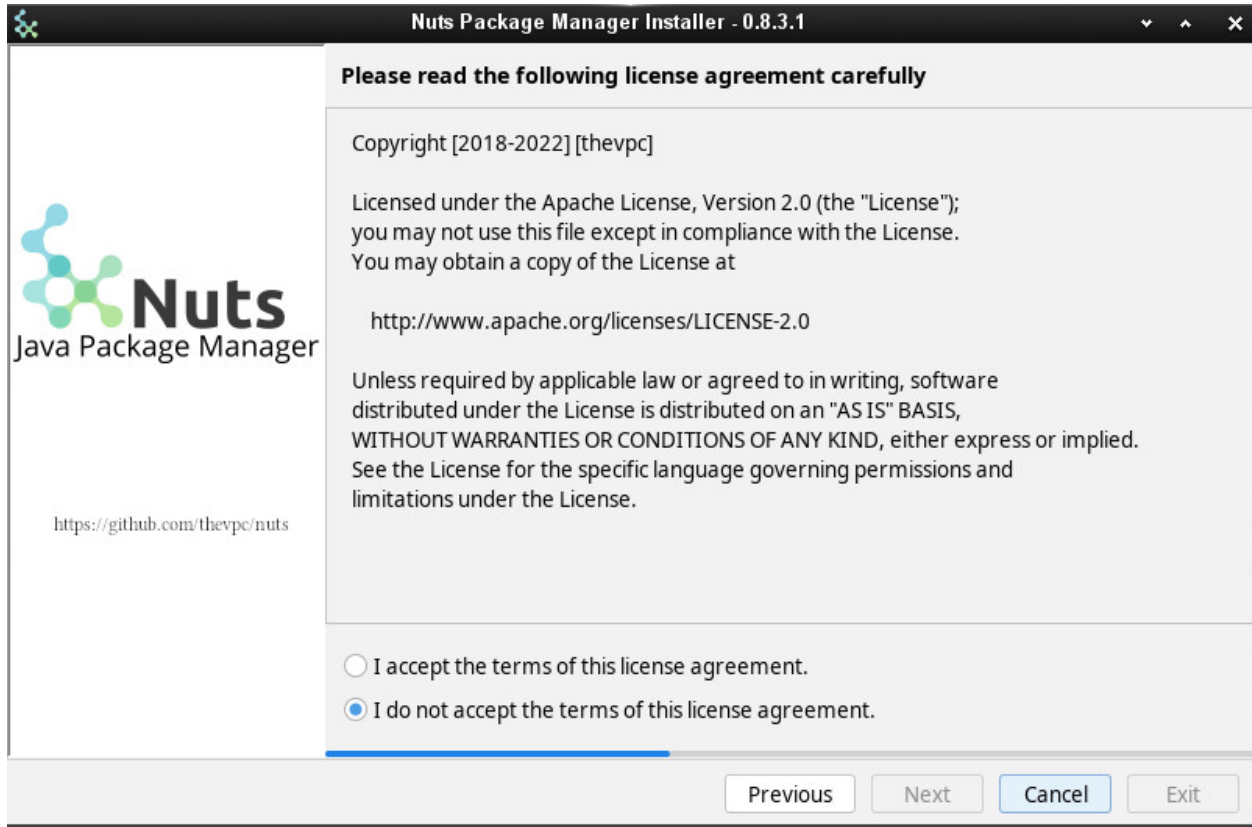 Nuts Package Manager Installer - 0.8.3.1
Please read the following license agreement carefully
Nuts
Java Package Manager
https://github.com/thevpc/nuts
Copyright [2018-2022] [thevpc]
Licensed under the Apache License, Version 2.0 (the "License");
you may not use this file except in compliance with the License.
You may obtain a copy of the License at
http://www.apache.org/licenses/LICENSE-2.0
Unless required by applicable law or agreed to in writing, software
distributed under the License is distributed on an "AS IS" BASIS,
WITHOUT WARRANTIES OR CONDITIONS OF ANY KIND, either express or implied.
See the License for the specific language governing permissions and
limitations under the License.
I accept the terms of this license agreement.
I do not accept the terms of this license agreement.
Previous Next Cancel Exit